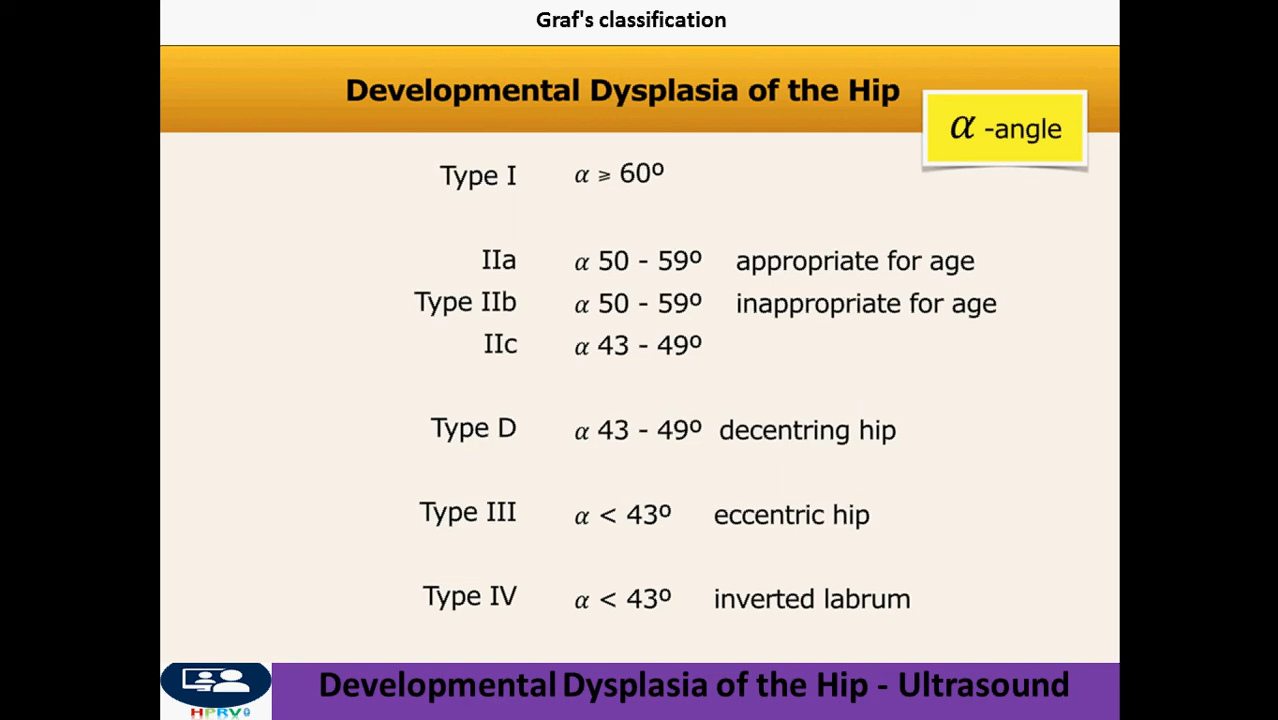 Graf's classification
Developmental Dysplasia of the Hip
α -angle
Type I α ⩾ 60º
IIa α 50 - 59º appropriate for age
Type IIb α 50 - 59º inappropriate for age
IIc α 43 - 49º
Type D α 43 - 49º decentring hip
Type III α < 43º eccentric hip
Type IV α < 43º inverted labrum
Developmental Dysplasia of the Hip - Ultrasound